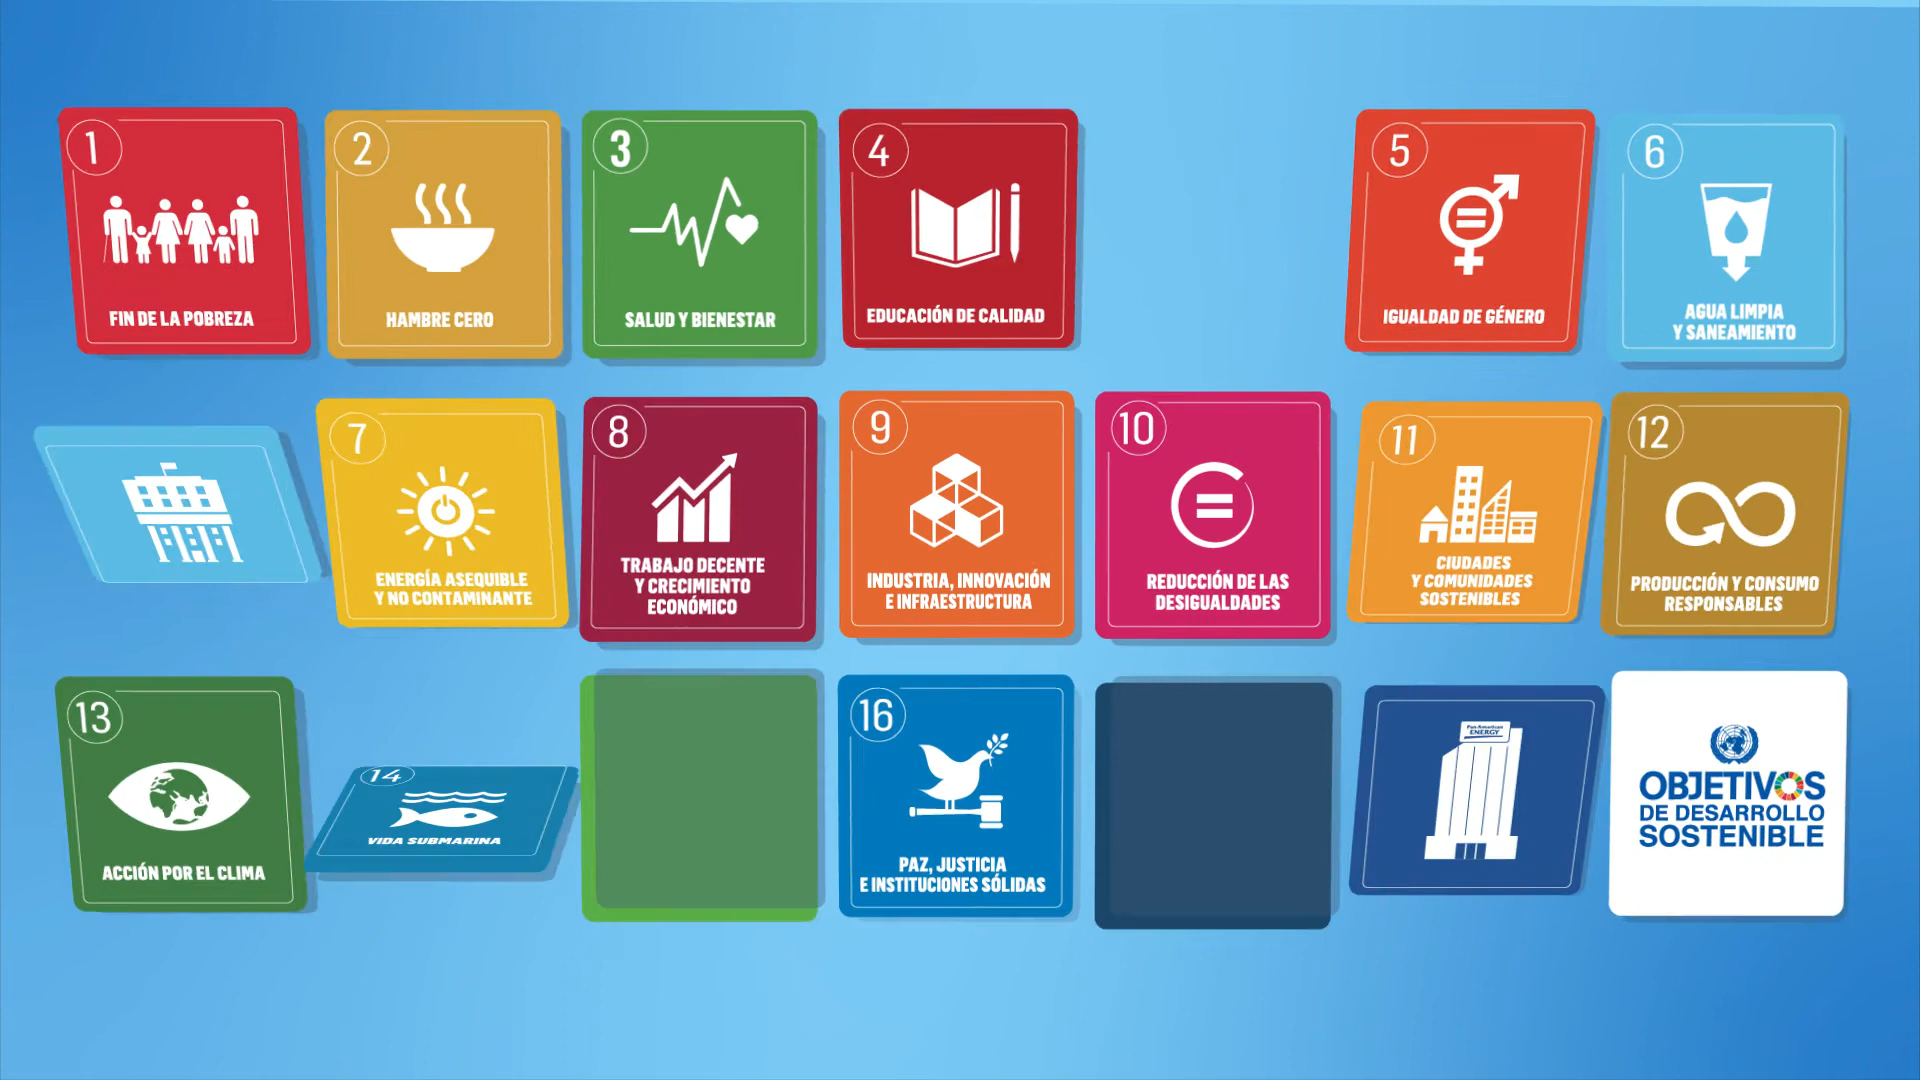 1
FIN DE LA POBREZA
2
HAMBRE CERO
3
SALUD Y BIENESTAR
4
EDUCACIÓN DE CALIDAD
5
IGUALDAD DE GÉNERO
6
AGUA LIMPIA
Y SANEAMIENTO
7
ENERGÍA ASEQUIBLE
Y NO CONTAMINANTE
8
TRABAJO DECENTE
Y CRECIMIENTO
ECONÓMICO
9
INDUSTRIA, INNOVACIÓN
E INFRAESTRUCTURA
10
REDUCCIÓN DE LAS
DESIGUALDADES
11
CIUDADES
Y COMUNIDADES
SOSTENIBLES
12
PRODUCCIÓN Y CONSUMO
RESPONSABLES
13
ACCIÓN POR EL CLIMA
14
VIDA SUBMARINA
16
PAZ, JUSTICIA
E INSTITUCIONES SÓLIDAS
Pan American
ENERGY
OBJETIVOS
DE DESARROLLO
SOSTENIBLE